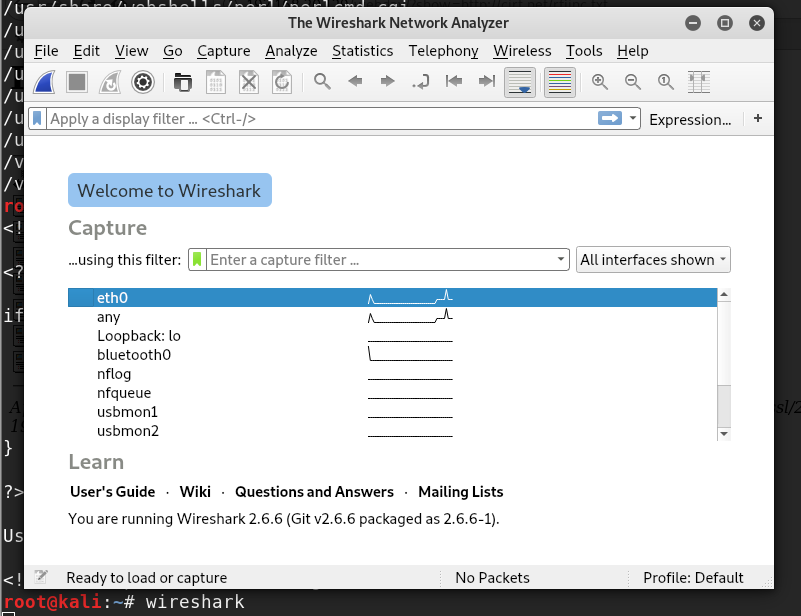 /usr/share/webshells/perl/perlcmd.cgi
The Wireshark Network Analyzer
File Edit View Go Capture Analyze Statistics Telephony Wireless Tools Help
Apply a display filter ... <Ctrl-/>
Expression...
+
Welcome to Wireshark
Capture
...using this filter:
Enter a capture filter ...
All interfaces shown
eth0
any
Loopback: lo
bluetooth0
nflog
nfqueue
usbmon1
usbmon2
Learn
User's Guide · Wiki · Questions and Answers · Mailing Lists
You are running Wireshark 2.6.6 (Git v2.6.6 packaged as 2.6.6-1).
Ready to load or capture
No Packets
Profile: Default
/u
/u
/u
/u
/u
/u
/v
/v
ro
<!
<?
if
}
?>
Us
<!
root@kali:~# wireshark